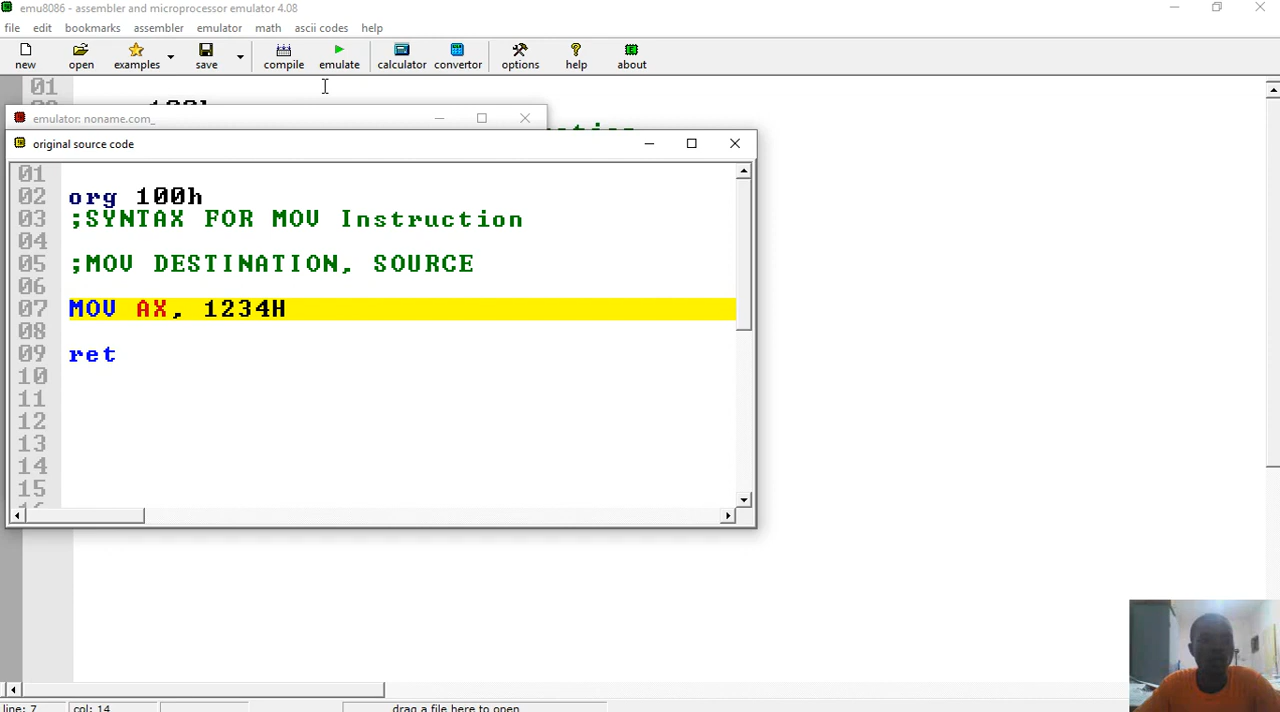 emu8086 - assembler and microprocessor emulator 4.08
file edit bookmarks assembler emulator math ascii codes help
new open examples save compile emulate calculator convertor options help about
01
100h
emulator: noname.com_
original source code
01
02 org 100h
03 ;SYNTAX FOR MOV Instruction
04
05 ;MOV DESTINATION, SOURCE
06
07 MOV AX, 1234H
08
09 ret
10
11
12
13
14
15
line: 7 col: 14 drag a file here to open